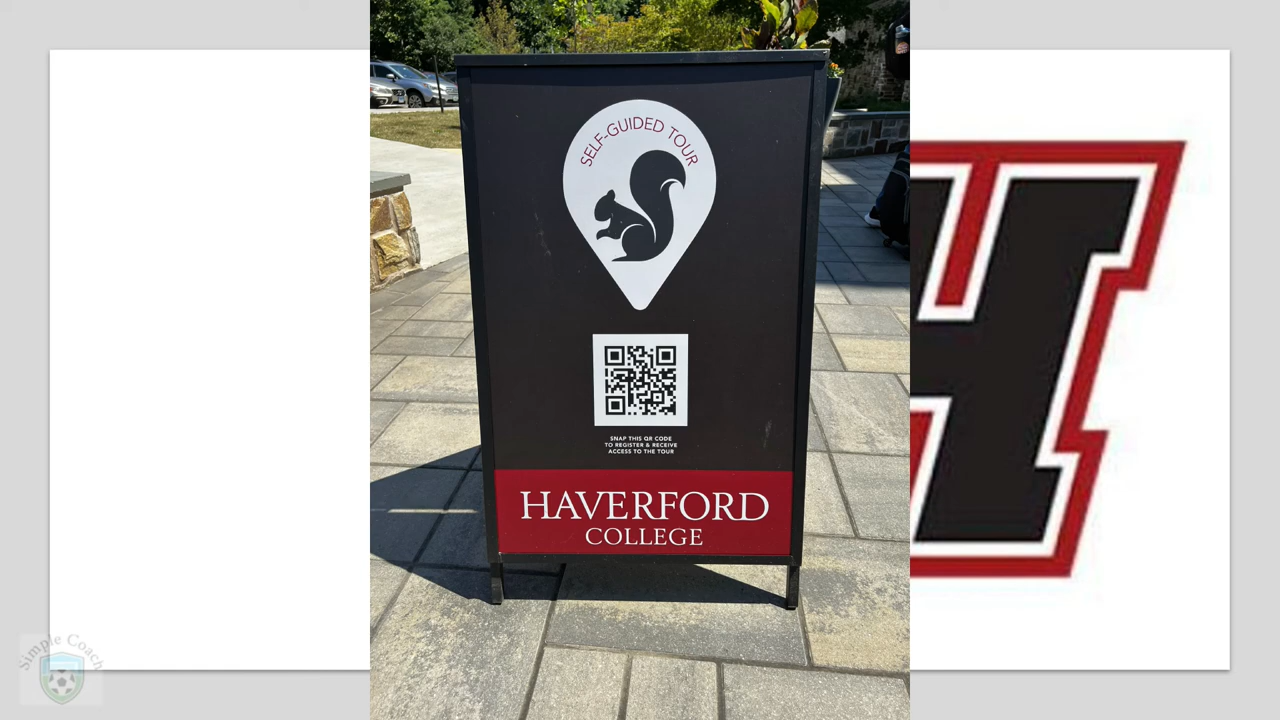 SELF-GUIDED TOUR
SNAP THIS QR CODE
TO REGISTER & RECEIVE
ACCESS TO THE TOUR
HAVERFORD
COLLEGE
H
Simple Coach